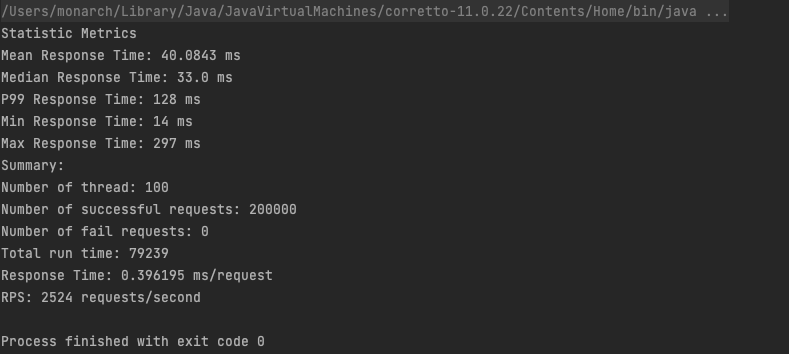 /Users/monarch/Library/Java/JavaVirtualMachines/corretto-11.0.22/Contents/Home/bin/java ...
Statistic Metrics
Mean Response Time: 40.0843 ms
Median Response Time: 33.0 ms
P99 Response Time: 128 ms
Min Response Time: 14 ms
Max Response Time: 297 ms
Summary:
Number of thread: 100
Number of successful requests: 200000
Number of fail requests: 0
Total run time: 79239
Response Time: 0.396195 ms/request
RPS: 2524 requests/second
Process finished with exit code 0